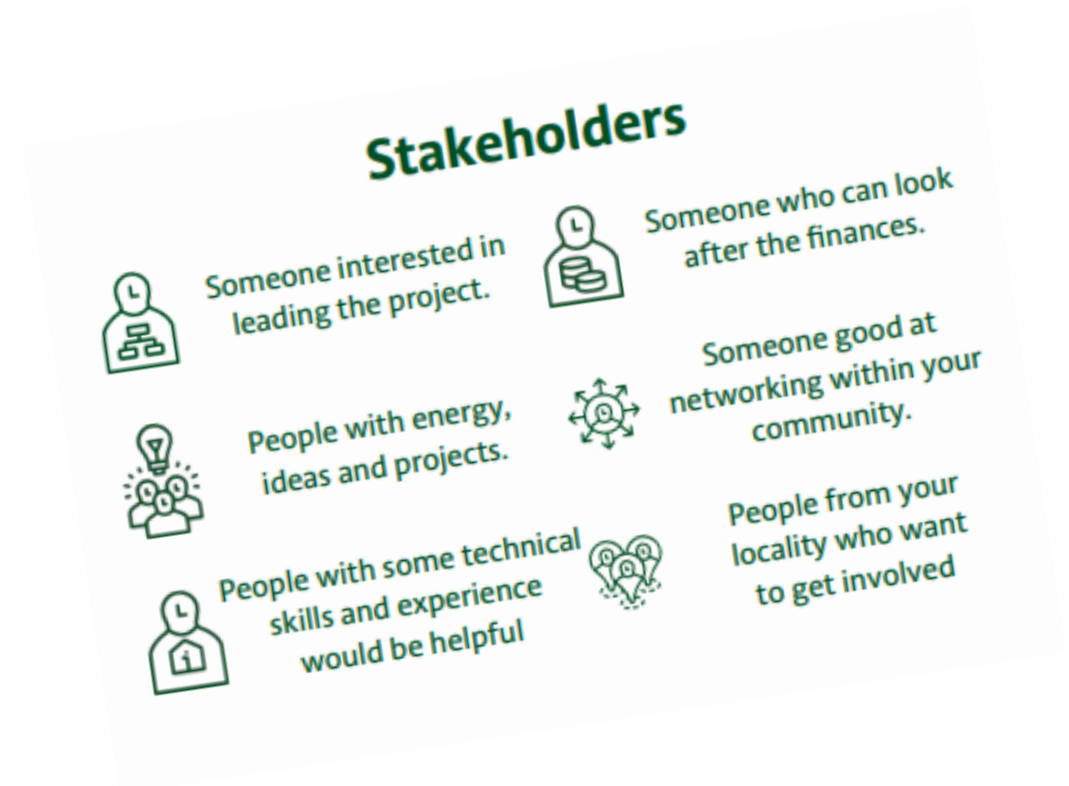 Stakeholders
Someone interested in
leading the project.
Someone who can look
after the finances.
People with energy,
ideas and projects.
Someone good at
networking within your
community.
People with some technical
skills and experience
would be helpful
People from your
locality who want
to get involved